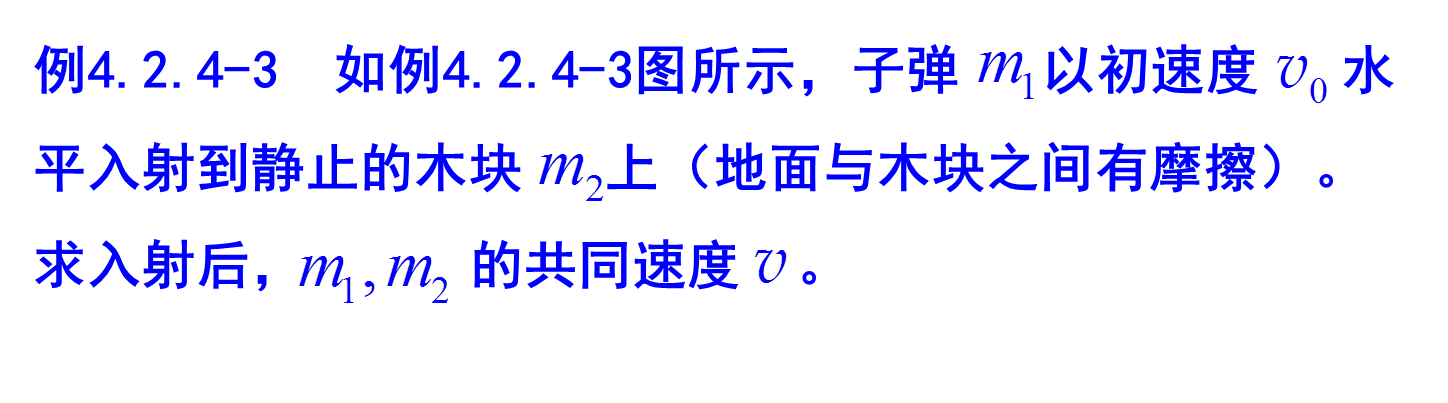 例4.2.4-3 如例4.2.4-3图所示，子弹 m₁以初速度 v₀ 水
平入射到静止的木块 m₂上（地面与木块之间有摩擦）。
求入射后，m₁,m₂ 的共同速度 v 。